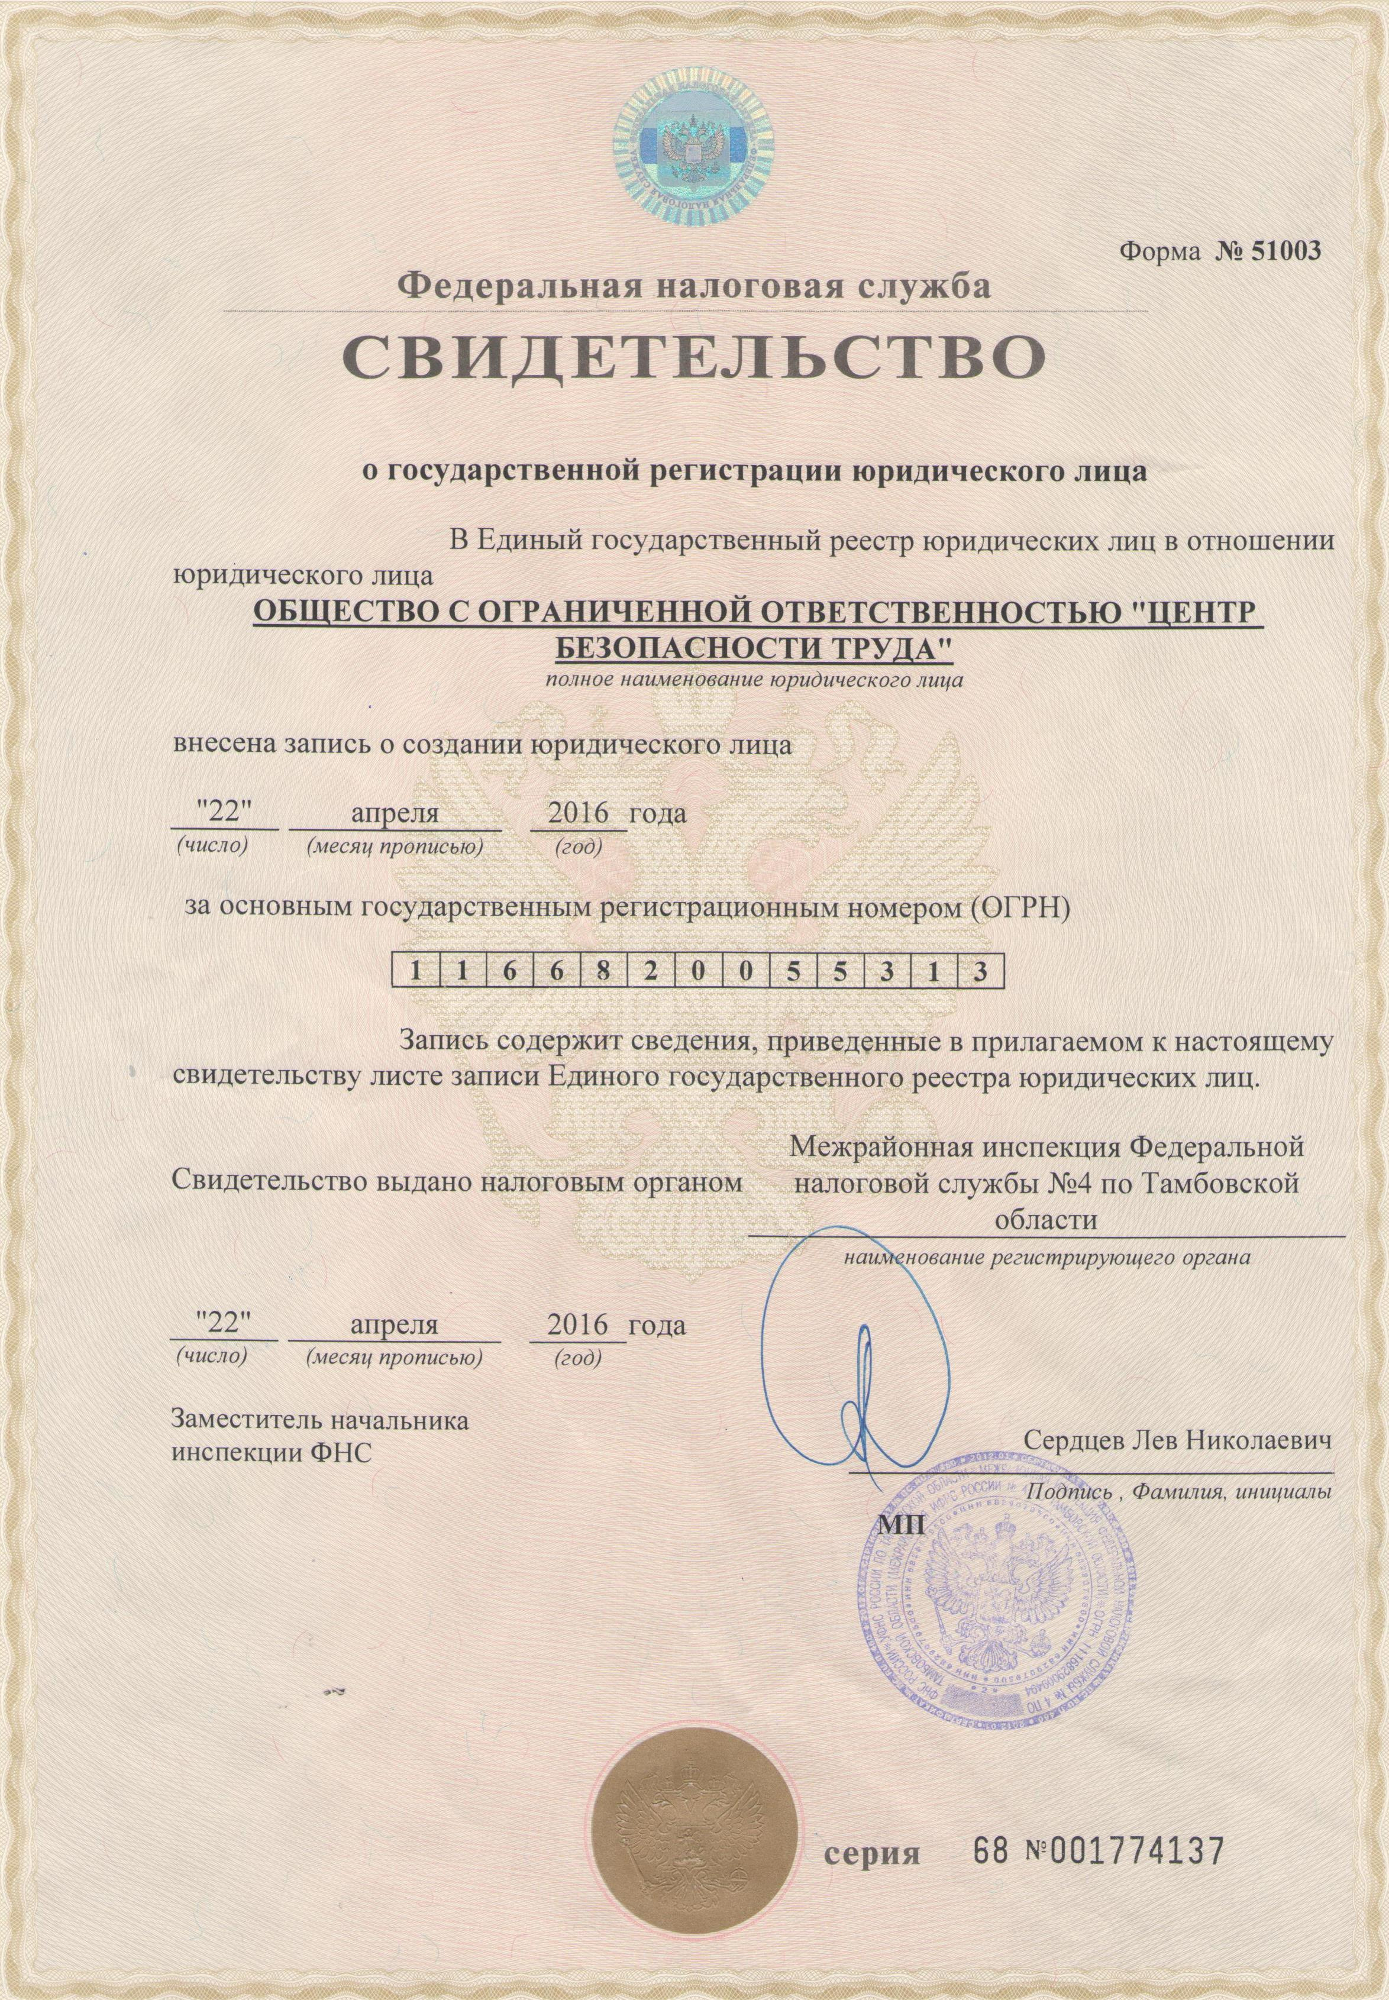 Форма № 51003
Федеральная налоговая служба
СВИДЕТЕЛЬСТВО
о государственной регистрации юридического лица
В Единый государственный реестр юридических лиц в отношении
юридического лица
ОБЩЕСТВО С ОГРАНИЧЕННОЙ ОТВЕТСТВЕННОСТЬЮ "ЦЕНТР
БЕЗОПАСНОСТИ ТРУДА"
полное наименование юридического лица
внесена запись о создании юридического лица
"22" апреля 2016 года
(число) (месяц прописью) (год)
за основным государственным регистрационным номером (ОГРН)
1 1 6 6 8 2 0 0 5 5 3 1 3
Запись содержит сведения, приведенные в прилагаемом к настоящему
свидетельству листе записи Единого государственного реестра юридических лиц.
Свидетельство выдано налоговым органом
Межрайонная инспекция Федеральной
налоговой службы №4 по Тамбовской
области
наименование регистрирующего органа
"22" апреля 2016 года
(число) (месяц прописью) (год)
Заместитель начальника
инспекции ФНС
Сердцев Лев Николаевич
Подпись , Фамилия, инициалы
МП
серия 68 №001774137